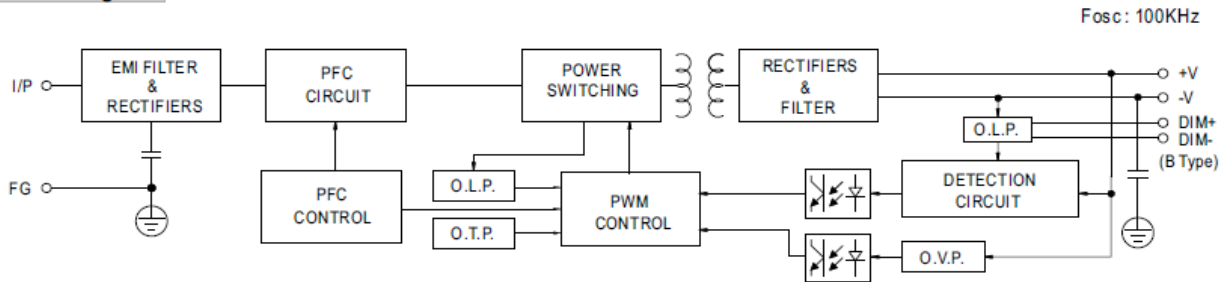 Fosc : 100KHz
I/P
EMI FILTER
&
RECTIFIERS
PFC
CIRCUIT
POWER
SWITCHING
RECTIFIERS
&
FILTER
+V
-V
DIM+
DIM-
(B Type)
O.L.P.
FG
PFC
CONTROL
O.L.P.
O.T.P.
PWM
CONTROL
DETECTION
CIRCUIT
O.V.P.